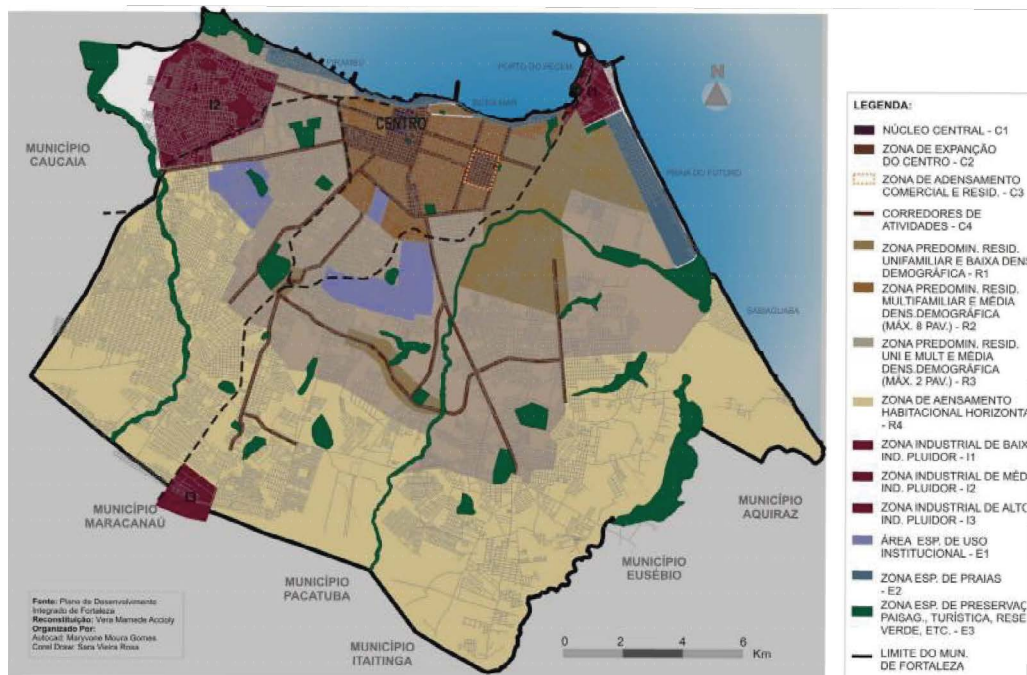 PIRAMBU
PORTO DO PECEM
N
I2
BEIRA MAR
CENTRO
MUNICÍPIO
CAUCAIA
PRAIA DO FUTURO
SABIAGUABA
I3
MUNICÍPIO
MARACANAÚ
MUNICÍPIO
AQUIRAZ
MUNICÍPIO
EUSÉBIO
MUNICÍPIO
PACATUBA
MUNICÍPIO
ITAITINGA
Fonte: Plano de Desenvolvimento
Integrado de Fortaleza
Reconstituição: Vera Mamede Accioly
Organizado Por:
Autocad: Maryvone Moura Gomes
Corel Draw: Sara Vieira Rosa
0 2 4 6
Km
LEGENDA:
NÚCLEO CENTRAL - C1
ZONA DE EXPANÇÃO
DO CENTRO - C2
ZONA DE ADENSAMENTO
COMERCIAL E RESID. - C3
CORREDORES DE
ATIVIDADES - C4
ZONA PREDOMIN. RESID.
UNIFAMILIAR E BAIXA DENS
DEMOGRÁFICA - R1
ZONA PREDOMIN. RESID.
MULTIFAMILIAR E MÉDIA
DENS.DEMOGRÁFICA
(MÁX. 8 PAV.) - R2
ZONA PREDOMIN. RESID.
UNI E MULT E MÉDIA
DENS.DEMOGRÁFICA
(MÁX. 2 PAV.) - R3
ZONA DE AENSAMENTO
HABITACIONAL HORIZONTA
- R4
ZONA INDUSTRIAL DE BAIX
IND. PLUIDOR - I1
ZONA INDUSTRIAL DE MÉD
IND. PLUIDOR - I2
ZONA INDUSTRIAL DE ALTO
IND. PLUIDOR - I3
ÁREA ESP. DE USO
INSTITUCIONAL - E1
ZONA ESP. DE PRAIAS
- E2
ZONA ESP. DE PRESERVAÇ
PAISAG., TURÍSTICA, RESE
VERDE, ETC. - E3
LIMITE DO MUN.
DE FORTALEZA